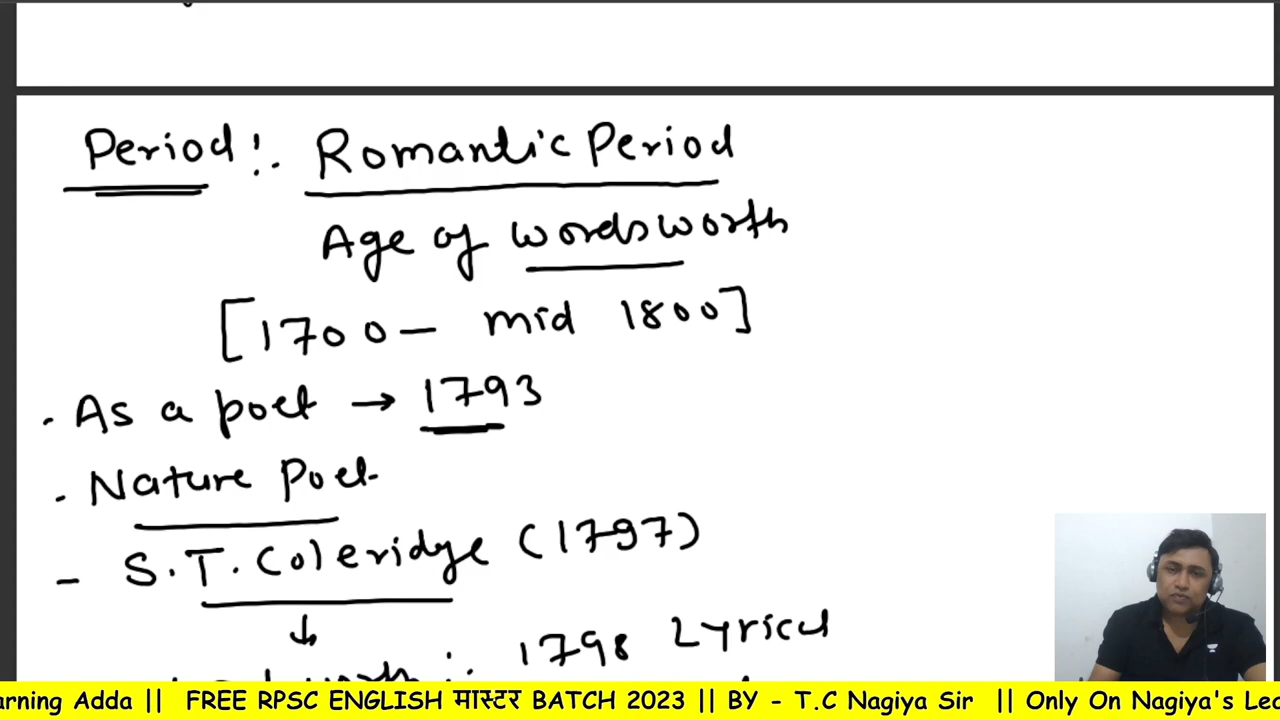 Period :- Romantic Period
Age of wordsworth
[1700 - mid 1800]
. As a poet → 1793
. Nature Poet
- S.T. Coleridge (1797)
↓
: 1798 Lyrical
arning Adda || FREE RPSC ENGLISH मास्टर BATCH 2023 || BY - T.C Nagiya Sir || Only On Nagiya's Lea